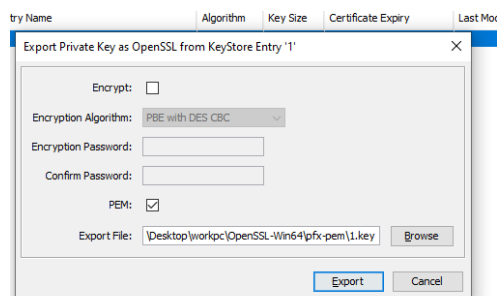 try Name Algorithm Key Size Certificate Expiry Last Mod
Export Private Key as OpenSSL from KeyStore Entry '1'
Encrypt:
Encryption Algorithm: PBE with DES CBC
Encryption Password:
Confirm Password:
PEM:
Export File: \Desktop\workpc\OpenSSL-Win64\pfx-pem\1.key Browse
Export Cancel